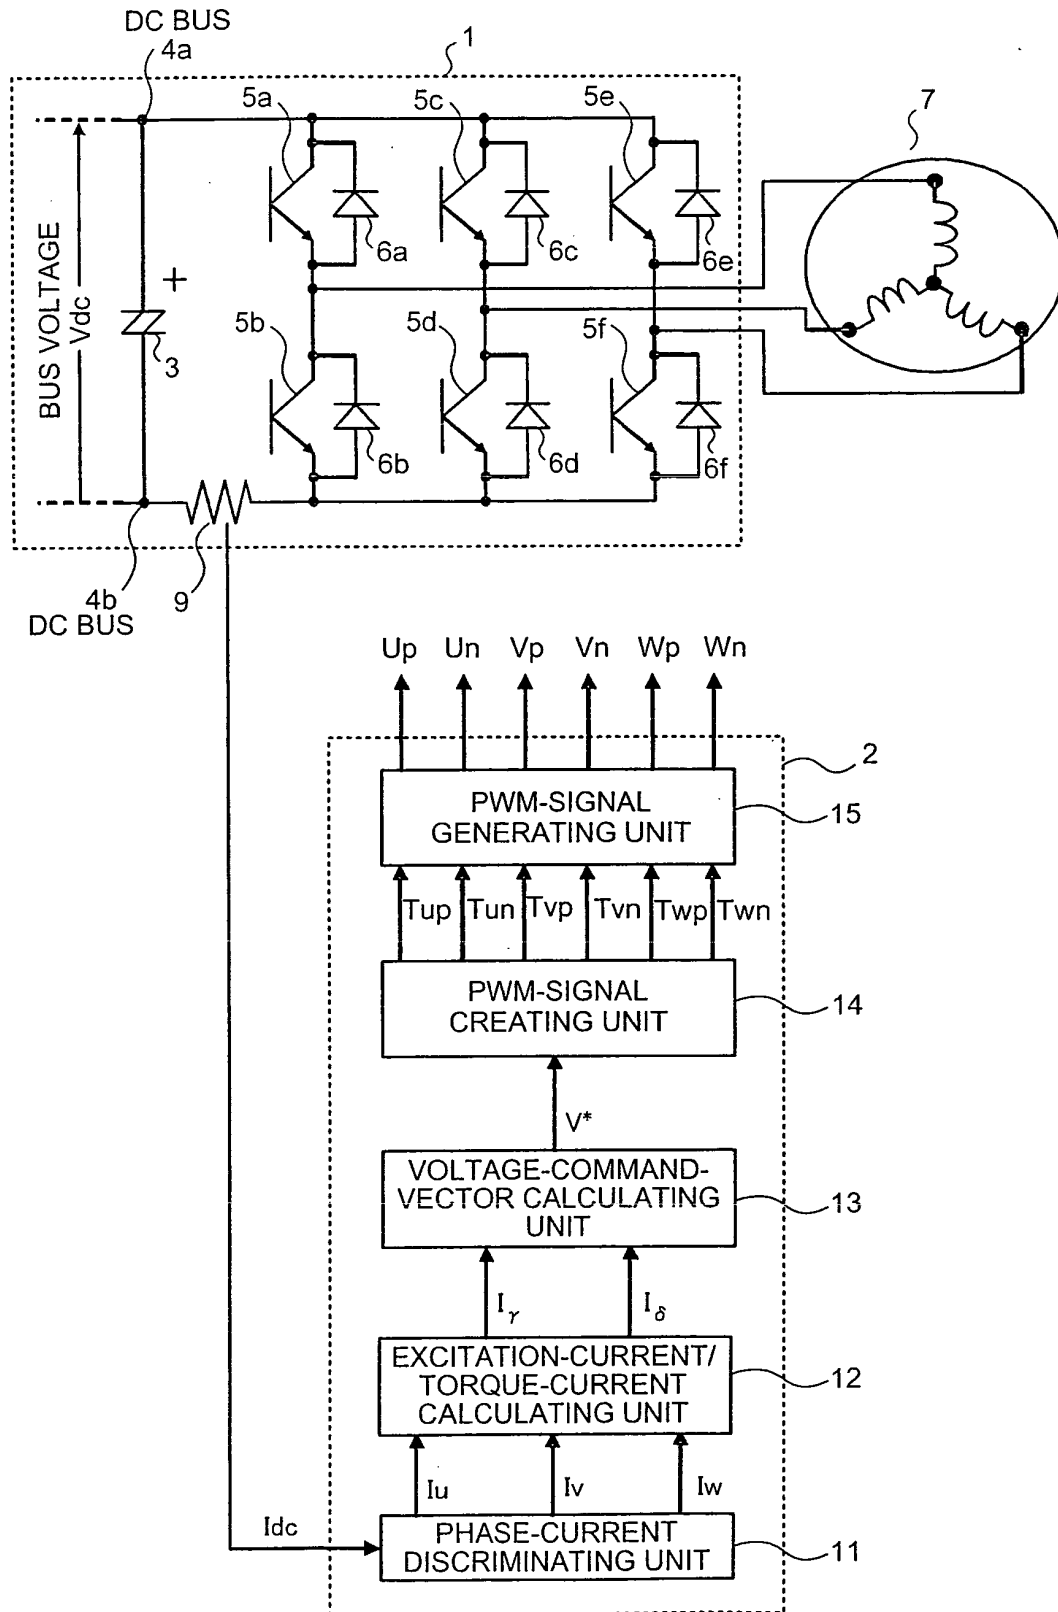 DC BUS
4a
1
5a
5c
5e
7
BUS VOLTAGE
Vdc
+
3
6a
6c
6e
5b
5d
5f
6b
6d
6f
4b
DC BUS
9
Up Un Vp Vn Wp Wn
2
PWM-SIGNAL
GENERATING UNIT
15
Tup Tun Tvp Tvn Twp Twn
PWM-SIGNAL
CREATING UNIT
14
V*
VOLTAGE-COMMAND-
VECTOR CALCULATING
UNIT
13
Iγ Iδ
EXCITATION-CURRENT/
TORQUE-CURRENT
CALCULATING UNIT
12
Iu Iv Iw
Idc
PHASE-CURRENT
DISCRIMINATING UNIT
11